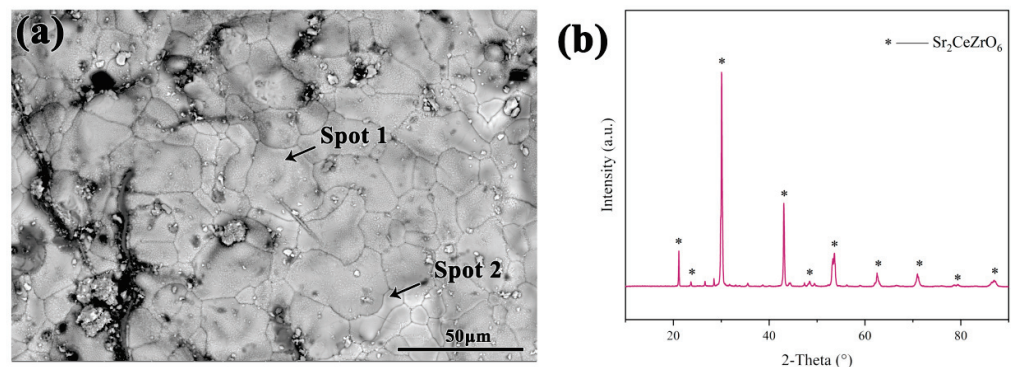 (a)
Spot 1
Spot 2
50μm
(b)
* — Sr₂CeZrO₆
Intensity (a.u.)
* * * * * * * * * *
20 40 60 80
2-Theta (°)